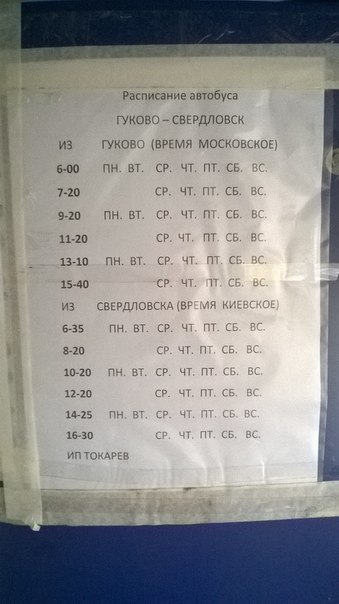 Расписание автобуса
ГУКОВО – СВЕРДЛОВСК
ИЗ ГУКОВО (ВРЕМЯ МОСКОВСКОЕ)
6-00 ПН. ВТ. СР. ЧТ. ПТ. СБ. ВС.
7-20 СР. ЧТ. ПТ. СБ. ВС.
9-20 ПН. ВТ. СР. ЧТ. ПТ. СБ. ВС.
11-20 СР. ЧТ. ПТ. СБ. ВС.
13-10 ПН. ВТ. СР. ЧТ. ПТ. СБ. ВС.
15-40 СР. ЧТ. ПТ. СБ. ВС.
ИЗ СВЕРДЛОВСКА (ВРЕМЯ КИЕВСКОЕ)
6-35 ПН. ВТ. СР. ЧТ. ПТ. СБ. ВС.
8-20 СР. ЧТ. ПТ. СБ. ВС.
10-20 ПН. ВТ. СР. ЧТ. ПТ. СБ. ВС.
12-20 СР. ЧТ. ПТ. СБ. ВС.
14-25 ПН. ВТ. СР. ЧТ. ПТ. СБ. ВС.
16-30 СР. ЧТ. ПТ. СБ. ВС.
ИП ТОКАРЕВ